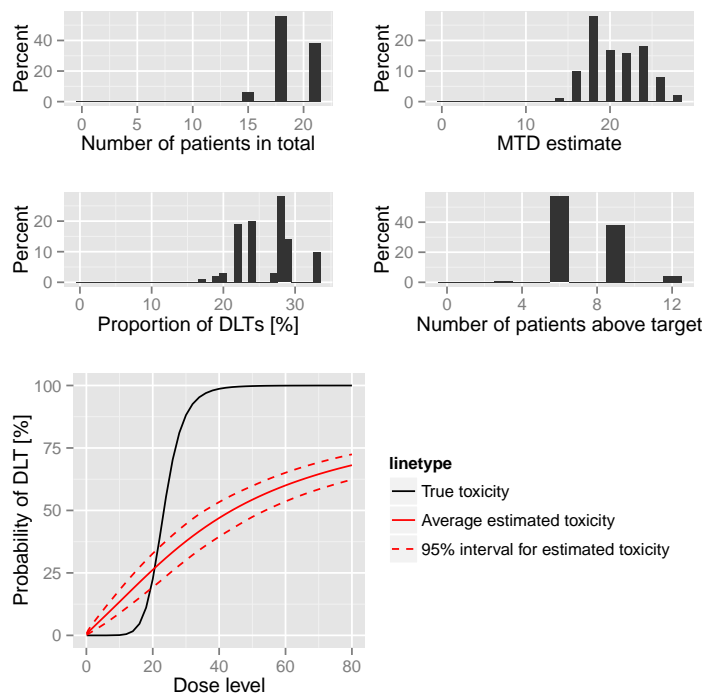 Percent
40
20
0
0
5
10
15
20
Number of patients in total
Percent
20
10
0
0
10
20
MTD estimate
Percent
20
10
0
0
10
20
30
Proportion of DLTs [%]
Percent
40
20
0
0
4
8
12
Number of patients above target
Probability of DLT [%]
100
75
50
25
0
0
20
40
60
80
Dose level
linetype
True toxicity
Average estimated toxicity
95% interval for estimated toxicity